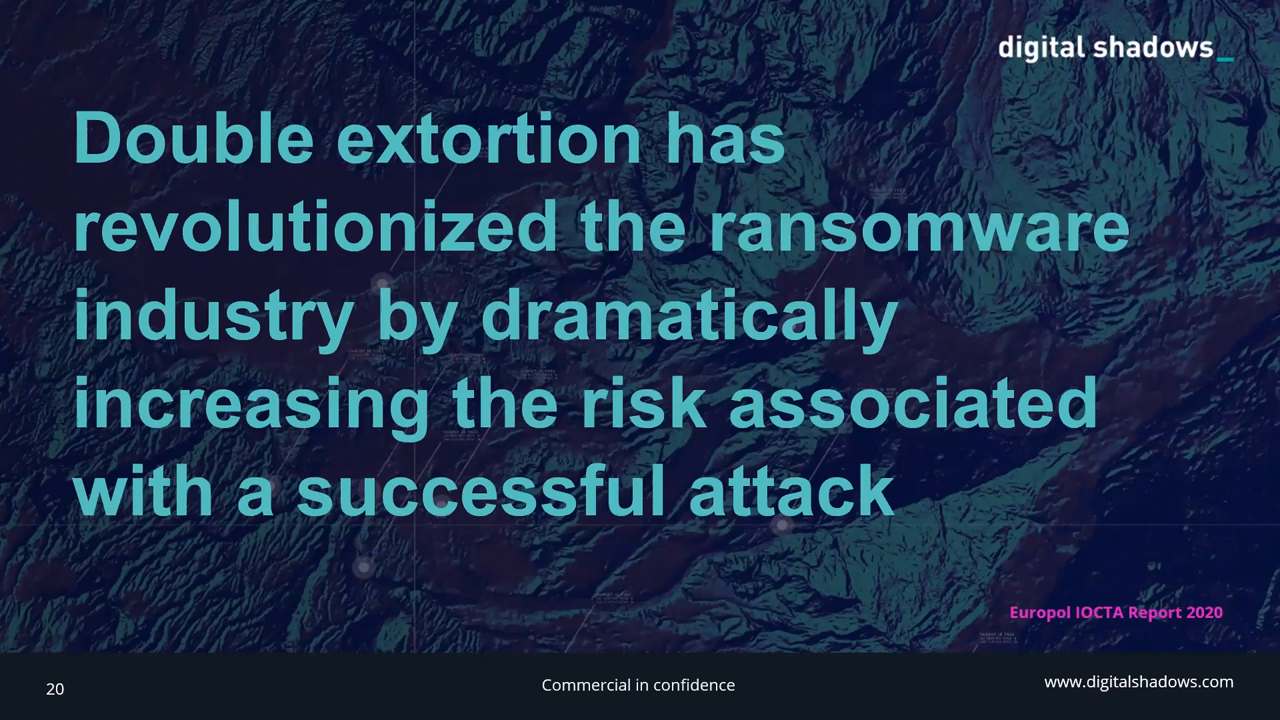 digital shadows_
Double extortion has
revolutionized the ransomware
industry by dramatically
increasing the risk associated
with a successful attack
Europol IOCTA Report 2020
20
Commercial in confidence
www.digitalshadows.com